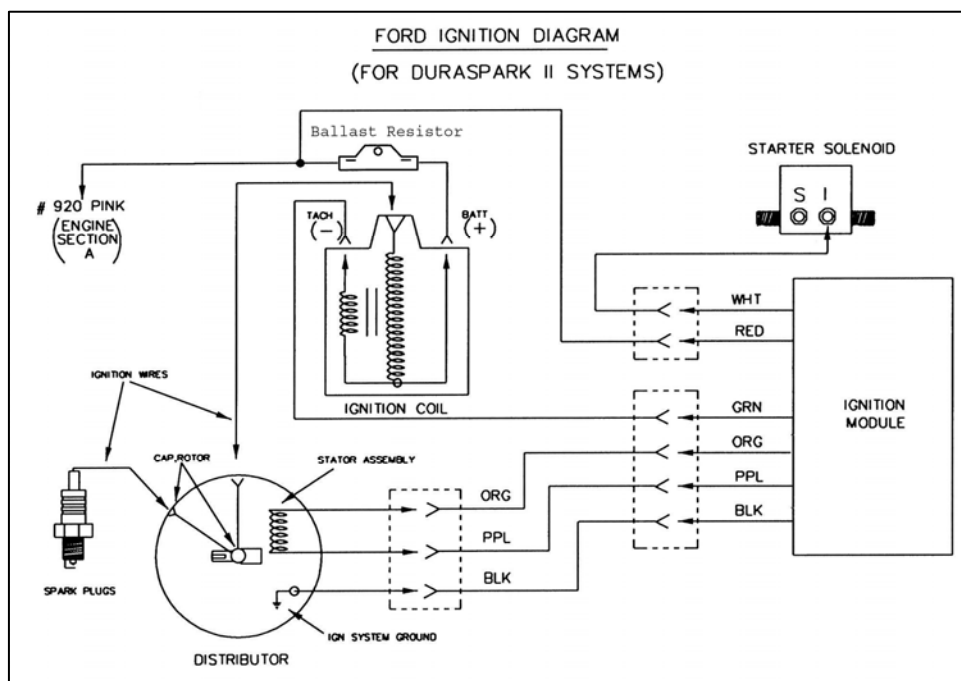 FORD IGNITION DIAGRAM
(FOR DURASPARK II SYSTEMS)
Ballast Resistor
STARTER SOLENOID
S I
# 920 PINK
(ENGINE
SECTION
A)
TACH
(-)
BATT
(+)
WHT
RED
IGNITION WIRES
IGNITION COIL
GRN
IGNITION
MODULE
ORG
CAP,ROTOR
STATOR ASSEMBLY
PPL
ORG
BLK
PPL
BLK
SPARK PLUGS
IGN SYSTEM GROUND
DISTRIBUTOR